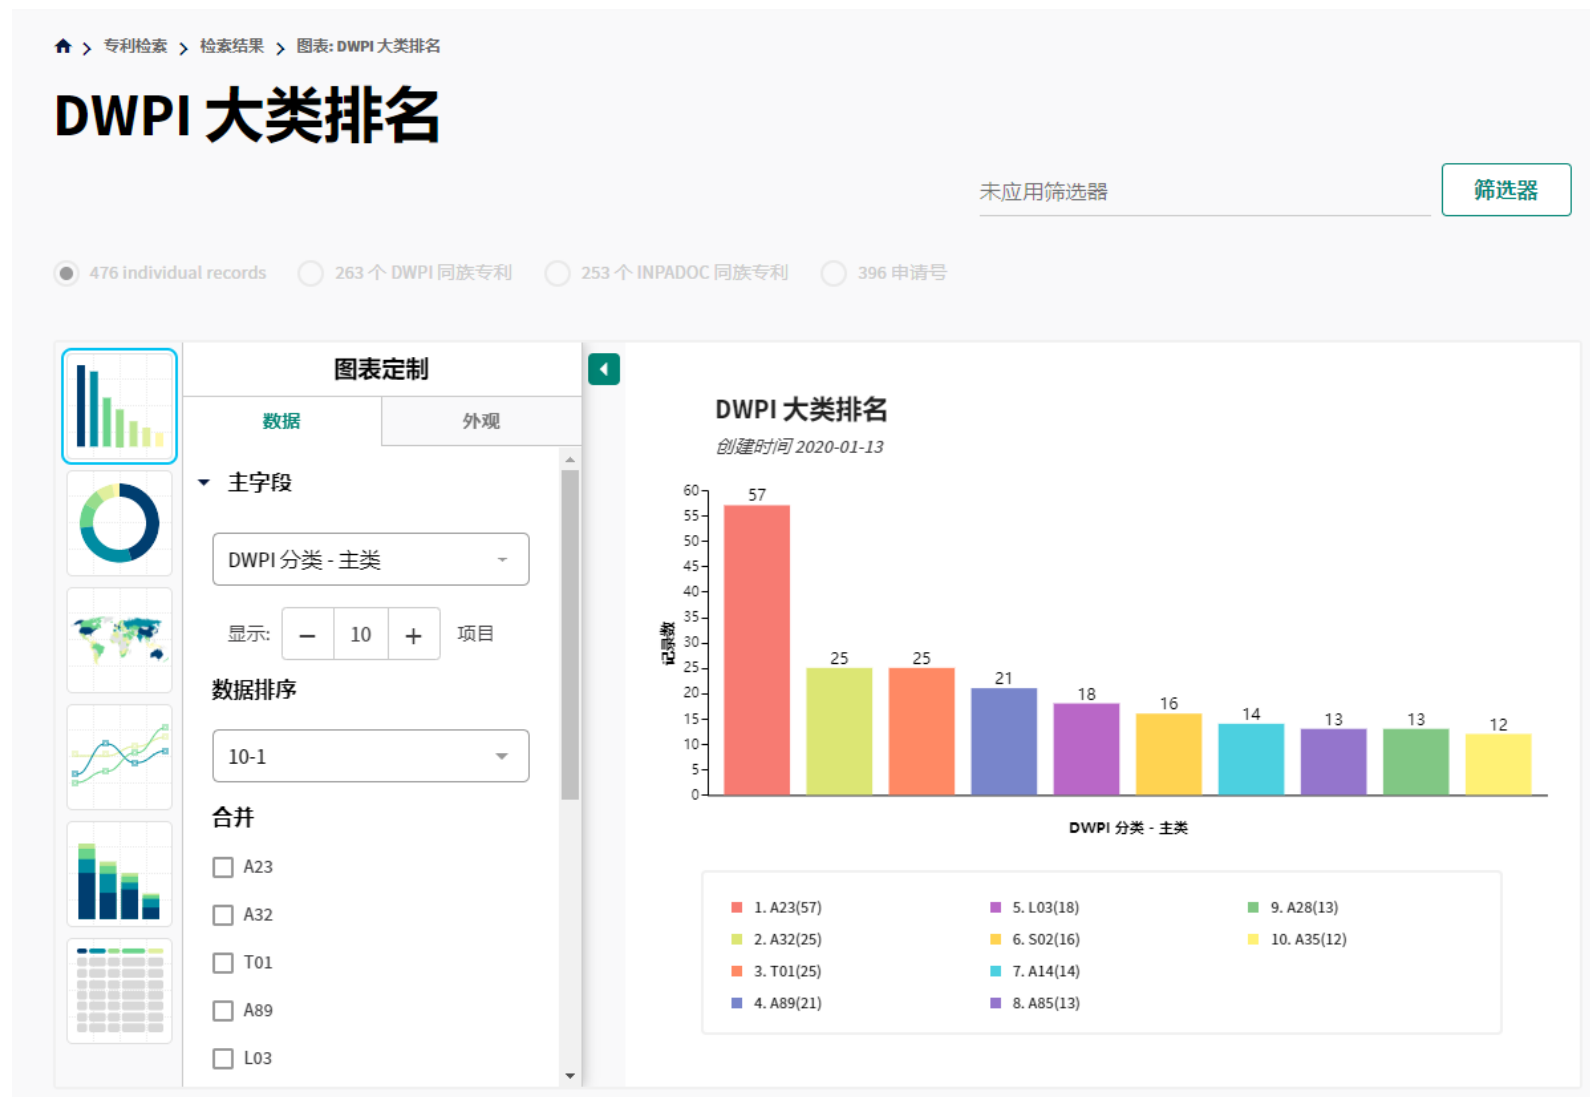 专利检索 > 检索结果 > 图表: DWPI 大类排名
DWPI 大类排名
未应用筛选器
筛选器
476 individual records
263 个 DWPI 同族专利
253 个 INPADOC 同族专利
396 申请号
图表定制
数据
外观
主字段
DWPI 分类 - 主类
显示: − 10 + 项目
数据排序
10-1
合并
A23
A32
T01
A89
L03
DWPI 大类排名
创建时间 2020-01-13
60
55
50
45
40
35
30
25
20
15
10
5
0
记录数
57
25
25
21
18
16
14
13
13
12
DWPI 分类 - 主类
1. A23(57)
2. A32(25)
3. T01(25)
4. A89(21)
5. L03(18)
6. S02(16)
7. A14(14)
8. A85(13)
9. A28(13)
10. A35(12)